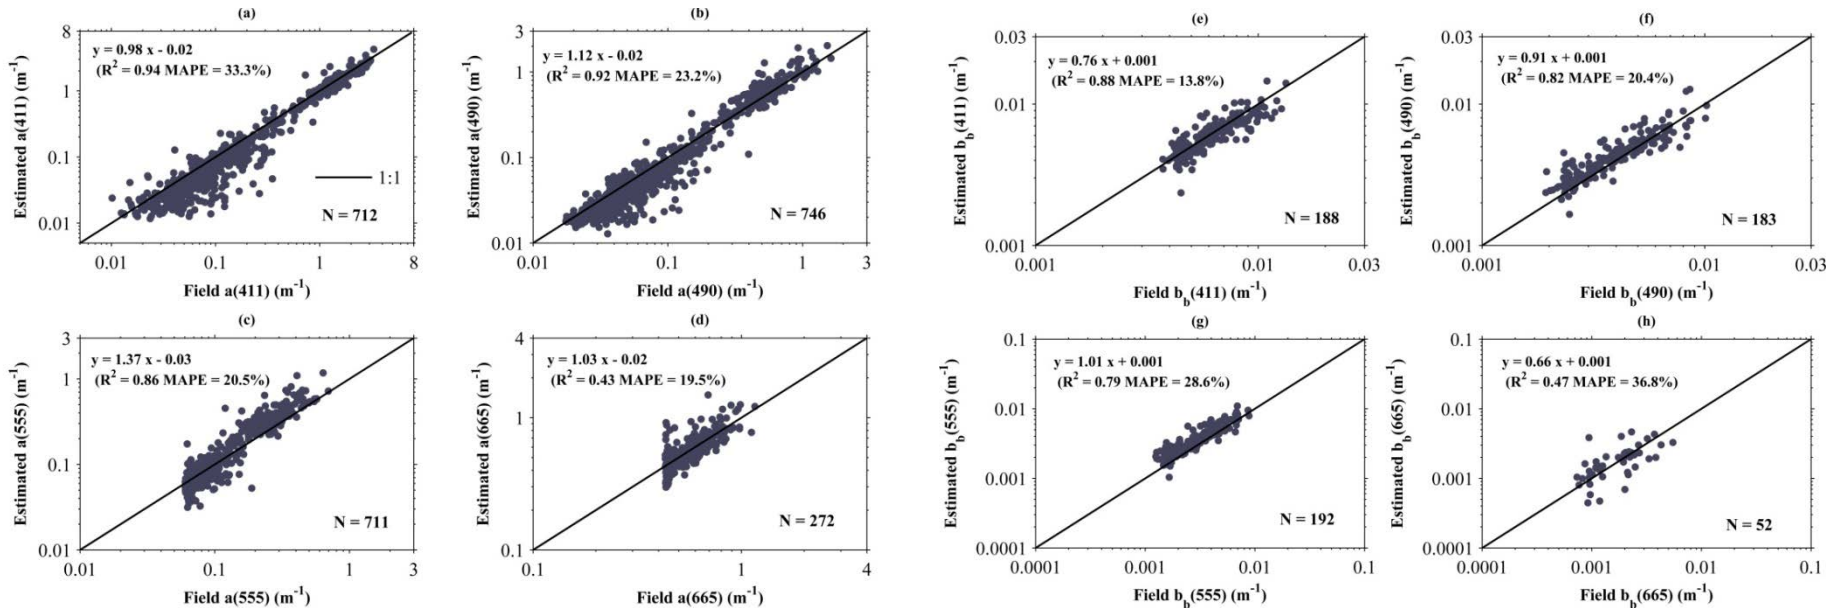 (a)
8
1
0.1
0.01
Estimated a(411) (m⁻¹)
y = 0.98 x - 0.02
(R² = 0.94 MAPE = 33.3%)
1:1
N = 712
0.01 0.1 1 8
Field a(411) (m⁻¹)
(b)
3
1
0.1
0.01
Estimated a(490) (m⁻¹)
y = 1.12 x - 0.02
(R² = 0.92 MAPE = 23.2%)
N = 746
0.01 0.1 1 3
Field a(490) (m⁻¹)
(c)
3
1
0.1
0.01
Estimated a(555) (m⁻¹)
y = 1.37 x - 0.03
(R² = 0.86 MAPE = 20.5%)
N = 711
0.01 0.1 1 3
Field a(555) (m⁻¹)
(d)
4
1
0.1
Estimated a(665) (m⁻¹)
y = 1.03 x - 0.02
(R² = 0.43 MAPE = 19.5%)
N = 272
0.1 1 4
Field a(665) (m⁻¹)
(e)
0.03
0.01
0.001
Estimated b_b(411) (m⁻¹)
y = 0.76 x + 0.001
(R² = 0.88 MAPE = 13.8%)
N = 188
0.001 0.01 0.03
Field b_b(411) (m⁻¹)
(f)
0.03
0.01
0.001
Estimated b_b(490) (m⁻¹)
y = 0.91 x + 0.001
(R² = 0.82 MAPE = 20.4%)
N = 183
0.001 0.01 0.03
Field b_b(490) (m⁻¹)
(g)
0.1
0.01
0.001
0.0001
Estimated b_b(555) (m⁻¹)
y = 1.01 x + 0.001
(R² = 0.79 MAPE = 28.6%)
N = 192
0.0001 0.001 0.01 0.1
Field b_b(555) (m⁻¹)
(h)
0.1
0.01
0.001
0.0001
Estimated b_b(665) (m⁻¹)
y = 0.66 x + 0.001
(R² = 0.47 MAPE = 36.8%)
N = 52
0.0001 0.001 0.01 0.1
Field b_b(665) (m⁻¹)